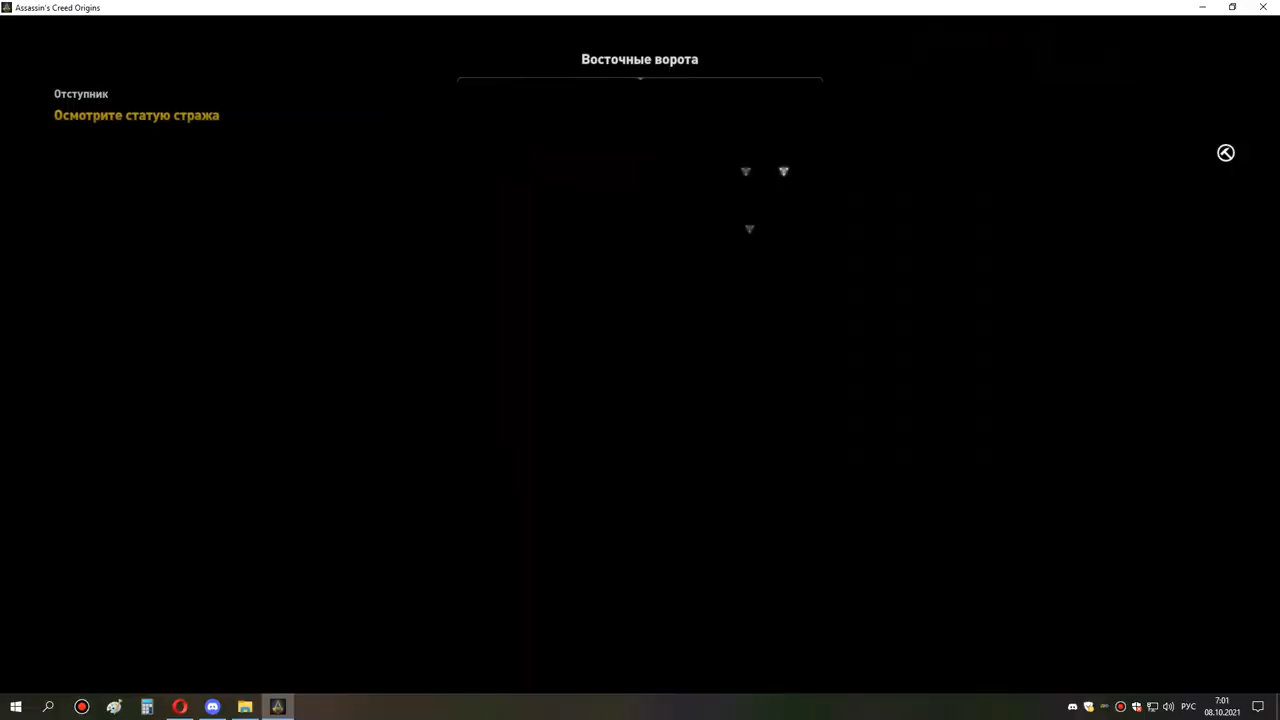 Assassin's Creed Origins
Восточные ворота
Отступник
Осмотрите статую стража
РУС
7:01
08.10.2021